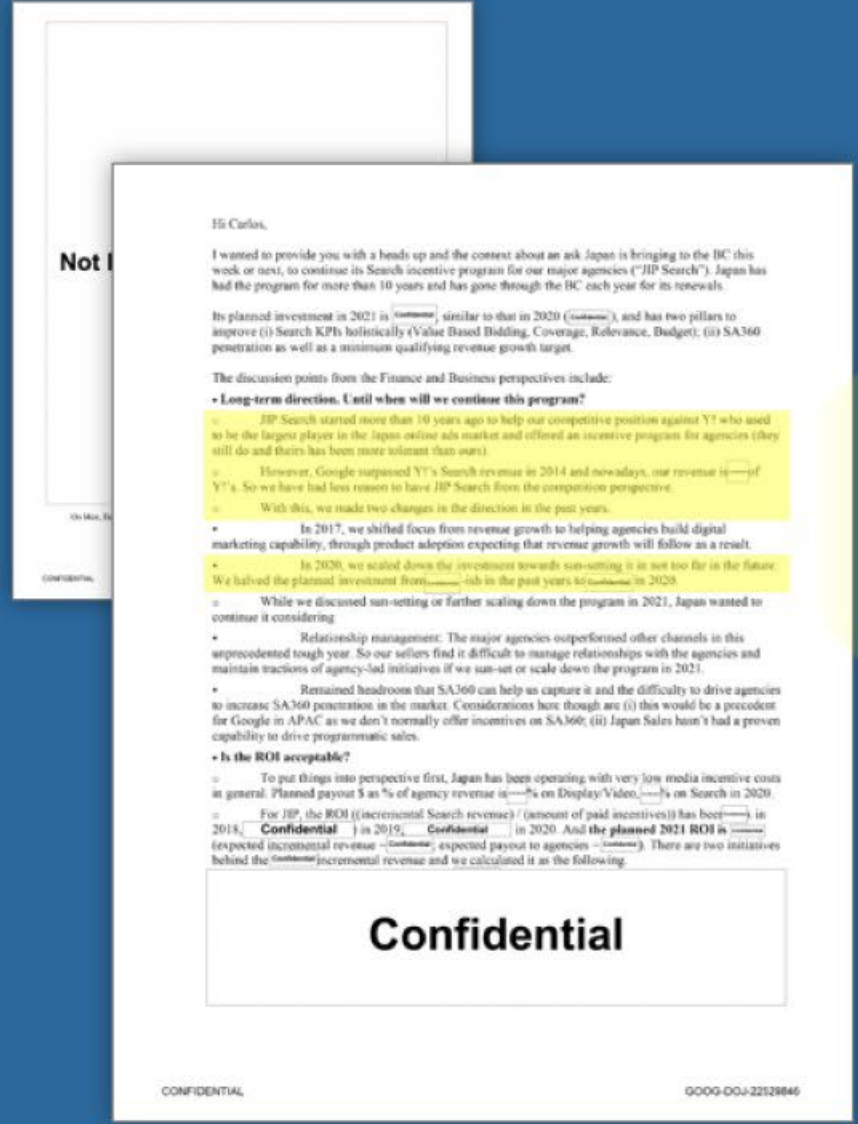 Not
On Mon, De
CONFIDENTIAL
Hi Carlos,
I wanted to provide you with a heads up and the context about an ask Japan is bringing to the BC this
week or next, to continue its Search incentive program for our major agencies ("JIP Search"). Japan has
had the program for more than 10 years and has gone through the BC each year for its renewals.
Its planned investment in 2021 is Confidential, similar to that in 2020 (Confidential), and has two pillars to
improve (i) Search KPIs holistically (Value Based Bidding, Coverage, Relevance, Budget); (ii) SA360
penetration as well as a minimum qualifying revenue growth target.
The discussion points from the Finance and Business perspectives include:
• Long-term direction. Until when will we continue this program?
o JIP Search started more than 10 years ago to help our competitive position against Y! who used
to be the largest player in the Japan online ads market and offered an incentive program for agencies (they
still do and theirs has been more tolerant than ours).
o However, Google surpassed Y!'s Search revenue in 2014 and nowadays, our revenue is of
Y!'s. So we have had less reason to have JIP Search from the competition perspective.
o With this, we made two changes in the direction in the past years.
▪ In 2017, we shifted focus from revenue growth to helping agencies build digital
marketing capability, through product adoption expecting that revenue growth will follow as a result.
▪ In 2020, we scaled down the investment towards sun-setting it in not too far in the future.
We halved the planned investment from -ish in the past years to Confidential in 2020.
o While we discussed sun-setting or further scaling down the program in 2021, Japan wanted to
continue it considering
▪ Relationship management: The major agencies outperformed other channels in this
unprecedented tough year. So our sellers find it difficult to manage relationships with the agencies and
maintain tractions of agency-led initiatives if we sun-set or scale down the program in 2021.
▪ Remained headroom that SA360 can help us capture it and the difficulty to drive agencies
to increase SA360 penetration in the market. Considerations here though are (i) this would be a precedent
for Google in APAC as we don't normally offer incentives on SA360; (ii) Japan Sales hasn't had a proven
capability to drive programmatic sales.
• Is the ROI acceptable?
o To put things into perspective first, Japan has been operating with very low media incentive costs
in general. Planned payout $ as % of agency revenue is % on Display/Video, % on Search in 2020.
o For JIP, the ROI ((incremental Search revenue) / (amount of paid incentives)) has been ) in
2018, Confidential ) in 2019, Confidential in 2020. And the planned 2021 ROI is
(expected incremental revenue – Confidential, expected payout to agencies – Confidential). There are two initiatives
behind the Confidential incremental revenue and we calculated it as the following.
Confidential
CONFIDENTIAL GOOG-DOJ-22529846